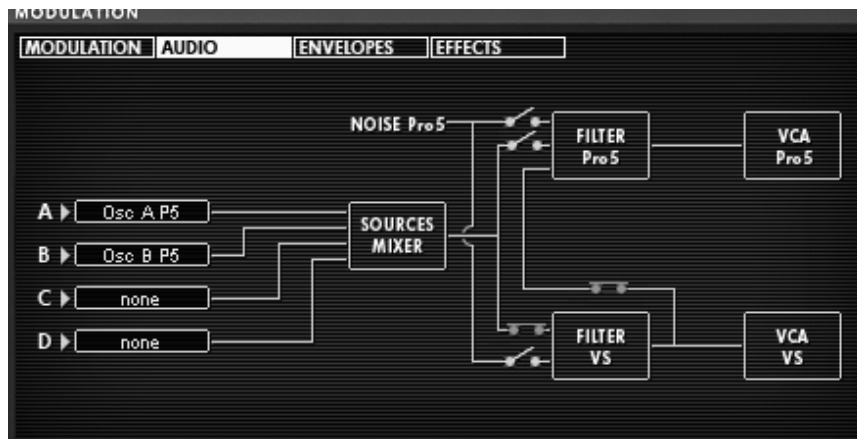 MODULATION
MODULATION AUDIO ENVELOPES EFFECTS
NOISE Pro5
FILTER
Pro5
VCA
Pro5
A Osc A P5
B Osc B P5
C none
D none
SOURCES
MIXER
FILTER
VS
VCA
VS